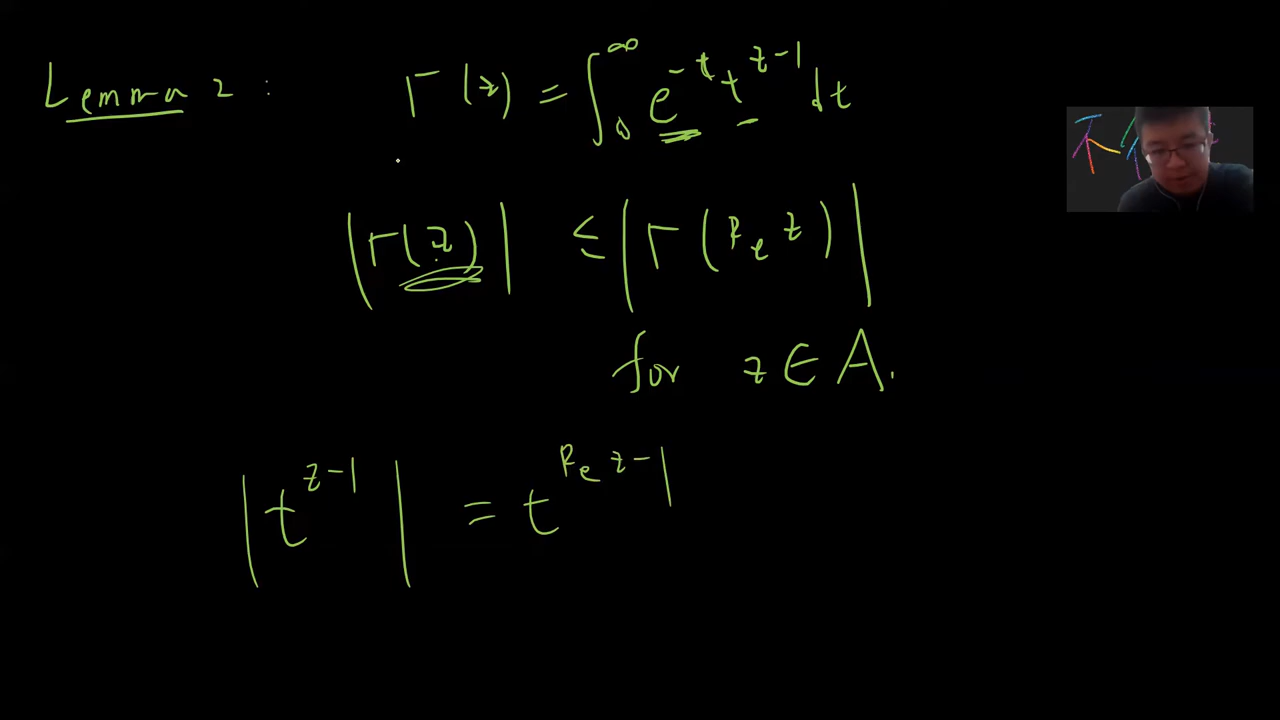 Lemma 2 : Γ(z) = ∫₀^∞ e^{-t} t^{z-1} dt
|Γ(z)| ≤ |Γ(Re z)|
for z ∈ A.
|t^{z-1}| = t^{Re z-1}